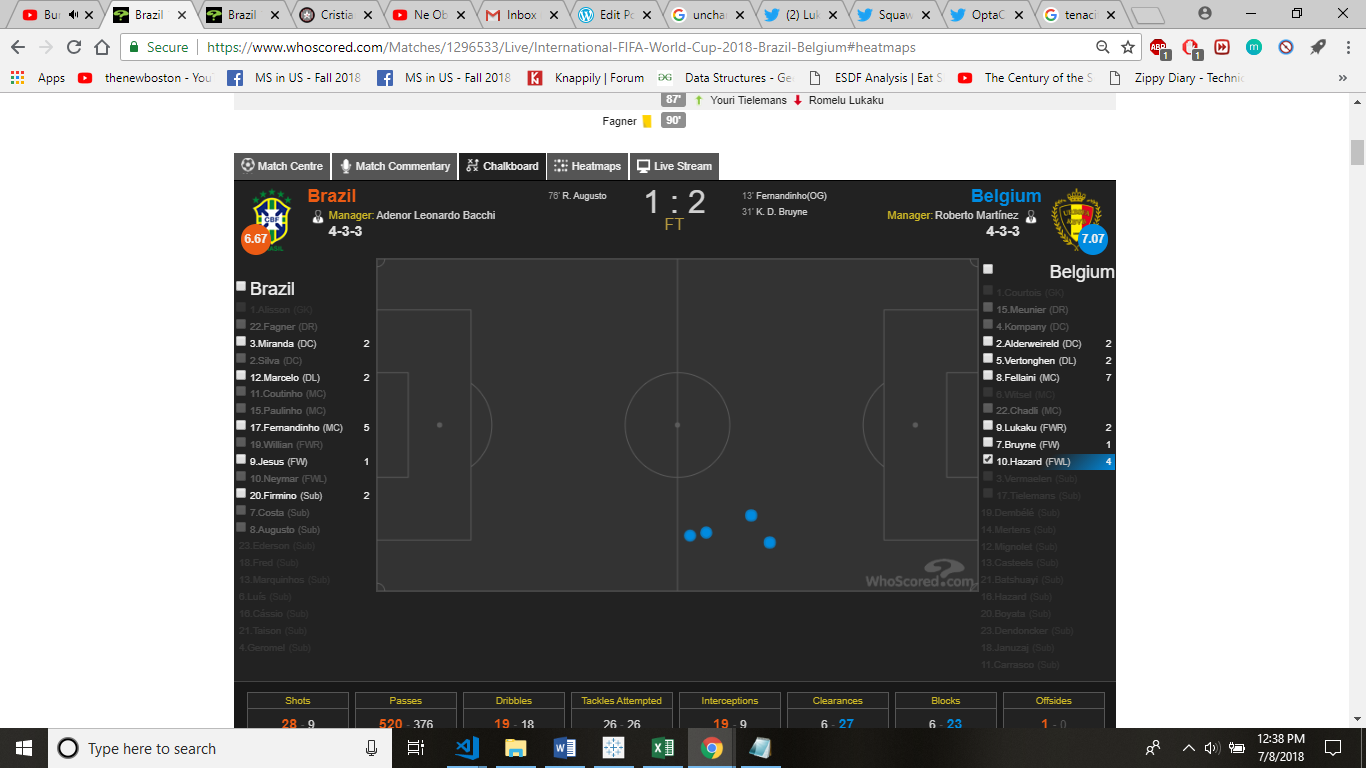 Bur
Brazil
Brazil
Cristia
Ne Ob
Inbox
Edit Po
unchar
(2) Luk
Squaw
OptaC
tenaci
Secure
https://www.whoscored.com/Matches/1296533/Live/International-FIFA-World-Cup-2018-Brazil-Belgium#heatmaps
ABP
1
1
m
Apps
thenewboston - You
MS in US - Fall 2018
MS in US - Fall 2018
Knappily | Forum
Data Structures - Ge
ESDF Analysis | Eat S
The Century of the S
Zippy Diary - Techni
»
87' Youri Tielemans Romelu Lukaku
Fagner 90'
Match Centre
Match Commentary
Chalkboard
Heatmaps
Live Stream
Brazil
Manager: Adenor Leonardo Bacchi
4-3-3
6.67
CBF
76' R. Augusto
1 : 2
FT
13' Fernandinho(OG)
31' K. D. Bruyne
Belgium
Manager: Roberto Martínez
4-3-3
7.07
Brazil
1.Alisson (GK)
22.Fagner (DR)
3.Miranda (DC) 2
2.Silva (DC)
12.Marcelo (DL) 2
11.Coutinho (MC)
15.Paulinho (MC)
17.Fernandinho (MC) 5
19.Willian (FWR)
9.Jesus (FW) 1
10.Neymar (FWL)
20.Firmino (Sub) 2
7.Costa (Sub)
8.Augusto (Sub)
23.Ederson (Sub)
18.Fred (Sub)
13.Marquinhos (Sub)
6.Luís (Sub)
16.Cássio (Sub)
21.Taison (Sub)
4.Geromel (Sub)
WhoScored.com
Belgium
1.Courtois (GK)
15.Meunier (DR)
4.Kompany (DC)
2.Alderweireld (DC) 2
5.Vertonghen (DL) 2
8.Fellaini (MC) 7
6.Witsel (MC)
22.Chadli (MC)
9.Lukaku (FWR) 2
7.Bruyne (FW) 1
10.Hazard (FWL) 4
3.Vermaelen (Sub)
17.Tielemans (Sub)
19.Dembélé (Sub)
14.Mertens (Sub)
12.Mignolet (Sub)
13.Casteels (Sub)
21.Batshuayi (Sub)
16.Hazard (Sub)
20.Boyata (Sub)
23.Dendoncker (Sub)
18.Januzaj (Sub)
11.Carrasco (Sub)
Shots
Passes
Dribbles
Tackles Attempted
Interceptions
Clearances
Blocks
Offsides
28 - 9
520 - 376
19 - 18
26 - 26
19 - 9
6 - 27
6 - 23
1 - 0
Type here to search
12:38 PM
7/8/2018